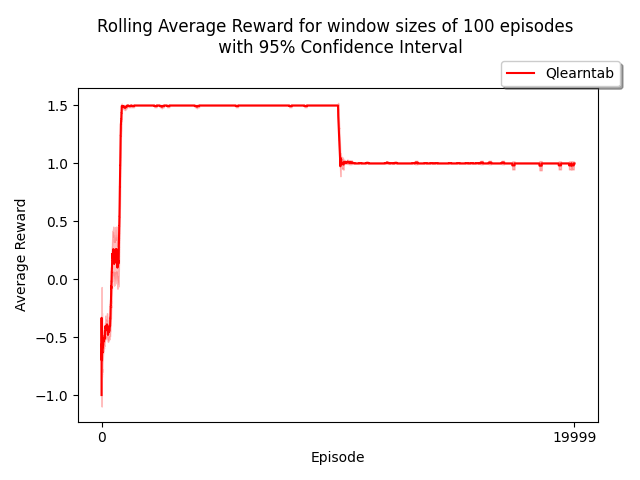 Rolling Average Reward for window sizes of 100 episodes
with 95% Confidence Interval
Qlearntab
1.5
1.0
0.5
0.0
−0.5
−1.0
Average Reward
0
19999
Episode